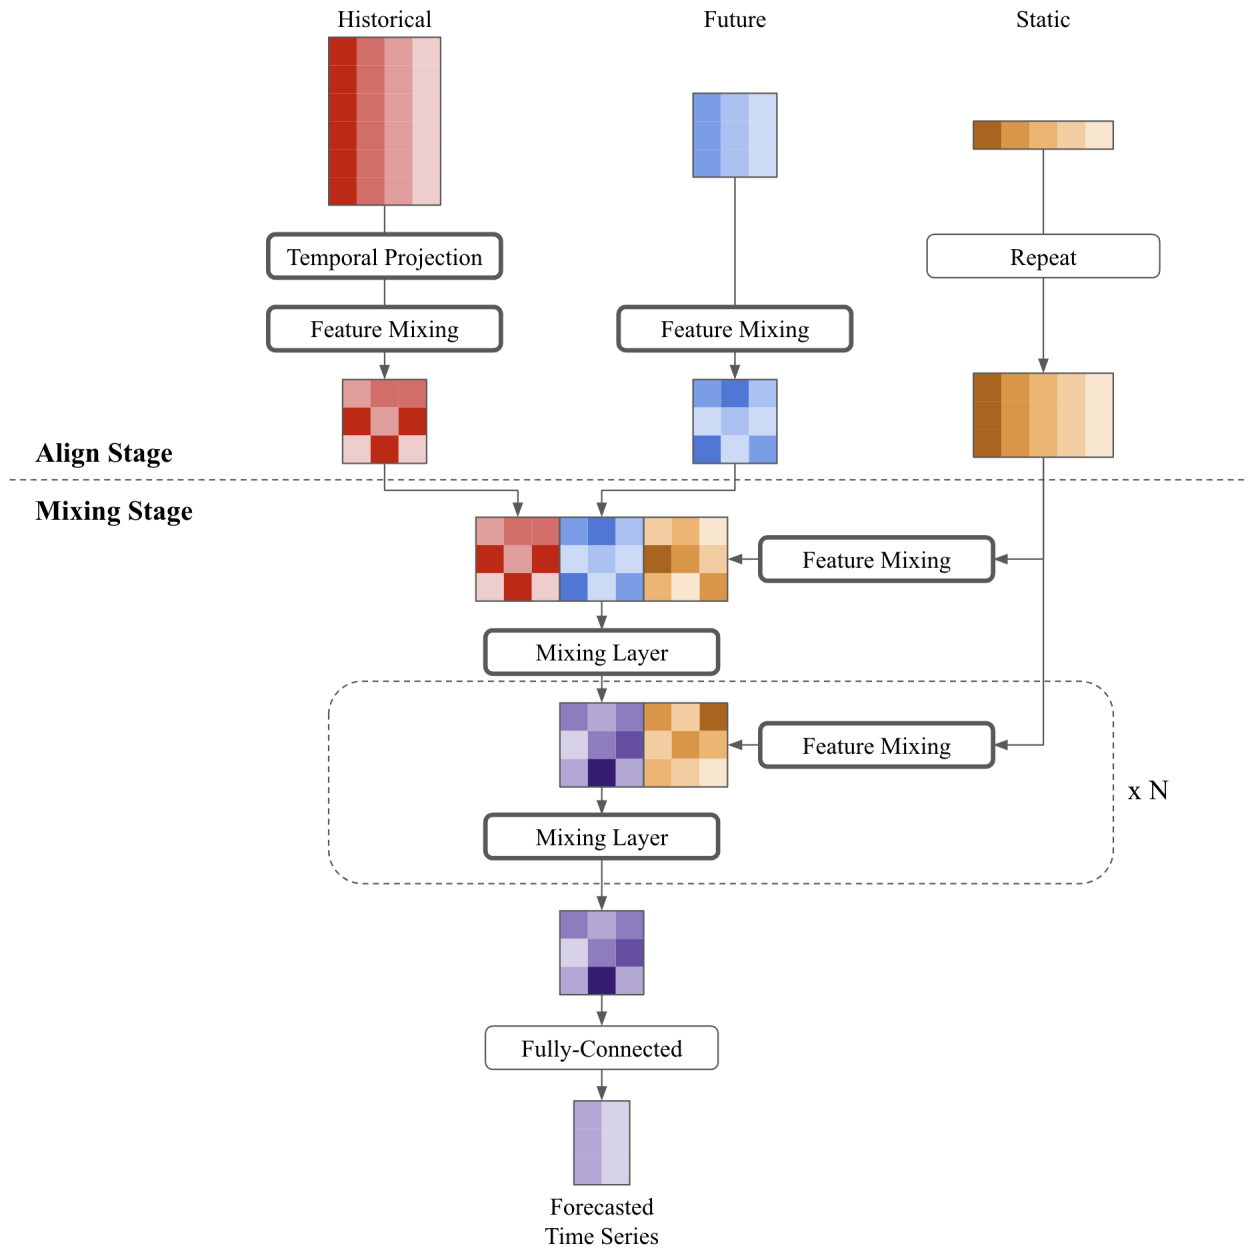 Historical
Future
Static
Temporal Projection
Repeat
Feature Mixing
Feature Mixing
Align Stage
Mixing Stage
Feature Mixing
Mixing Layer
Feature Mixing
x N
Mixing Layer
Fully-Connected
Forecasted
Time Series